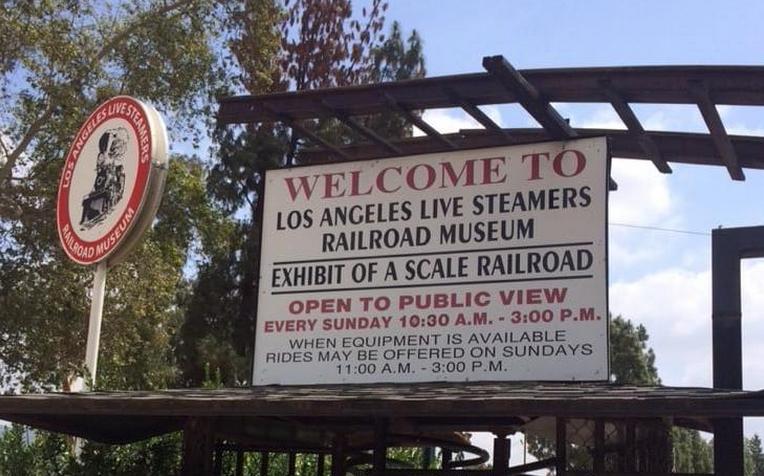 LOS ANGELES LIVE STEAMERS
RAILROAD MUSEUM
WELCOME TO
LOS ANGELES LIVE STEAMERS
RAILROAD MUSEUM
EXHIBIT OF A SCALE RAILROAD
OPEN TO PUBLIC VIEW
EVERY SUNDAY 10:30 A.M. - 3:00 P.M.
WHEN EQUIPMENT IS AVAILABLE
RIDES MAY BE OFFERED ON SUNDAYS
11:00 A.M. - 3:00 P.M.